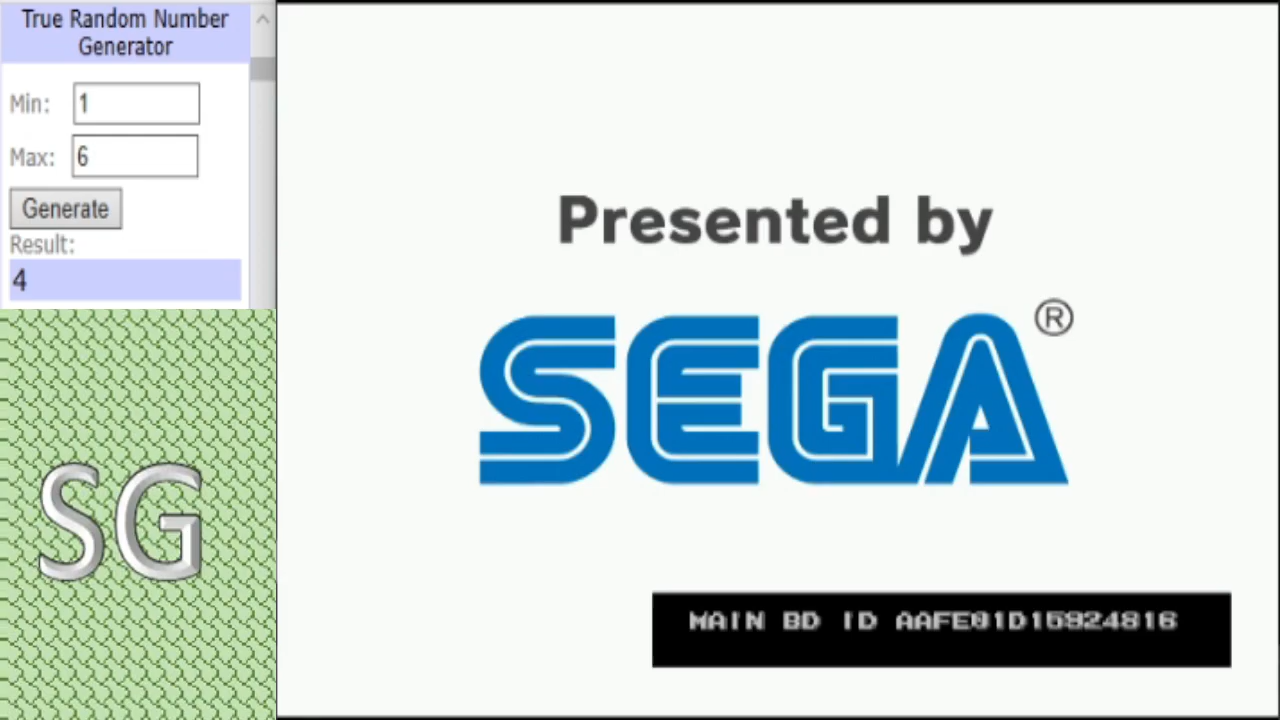 True Random Number
Generator
Min: 1
Max: 6
Generate
Result:
4
SG
Presented by
SEGA®
MAIN BD ID AAFE01D15924816